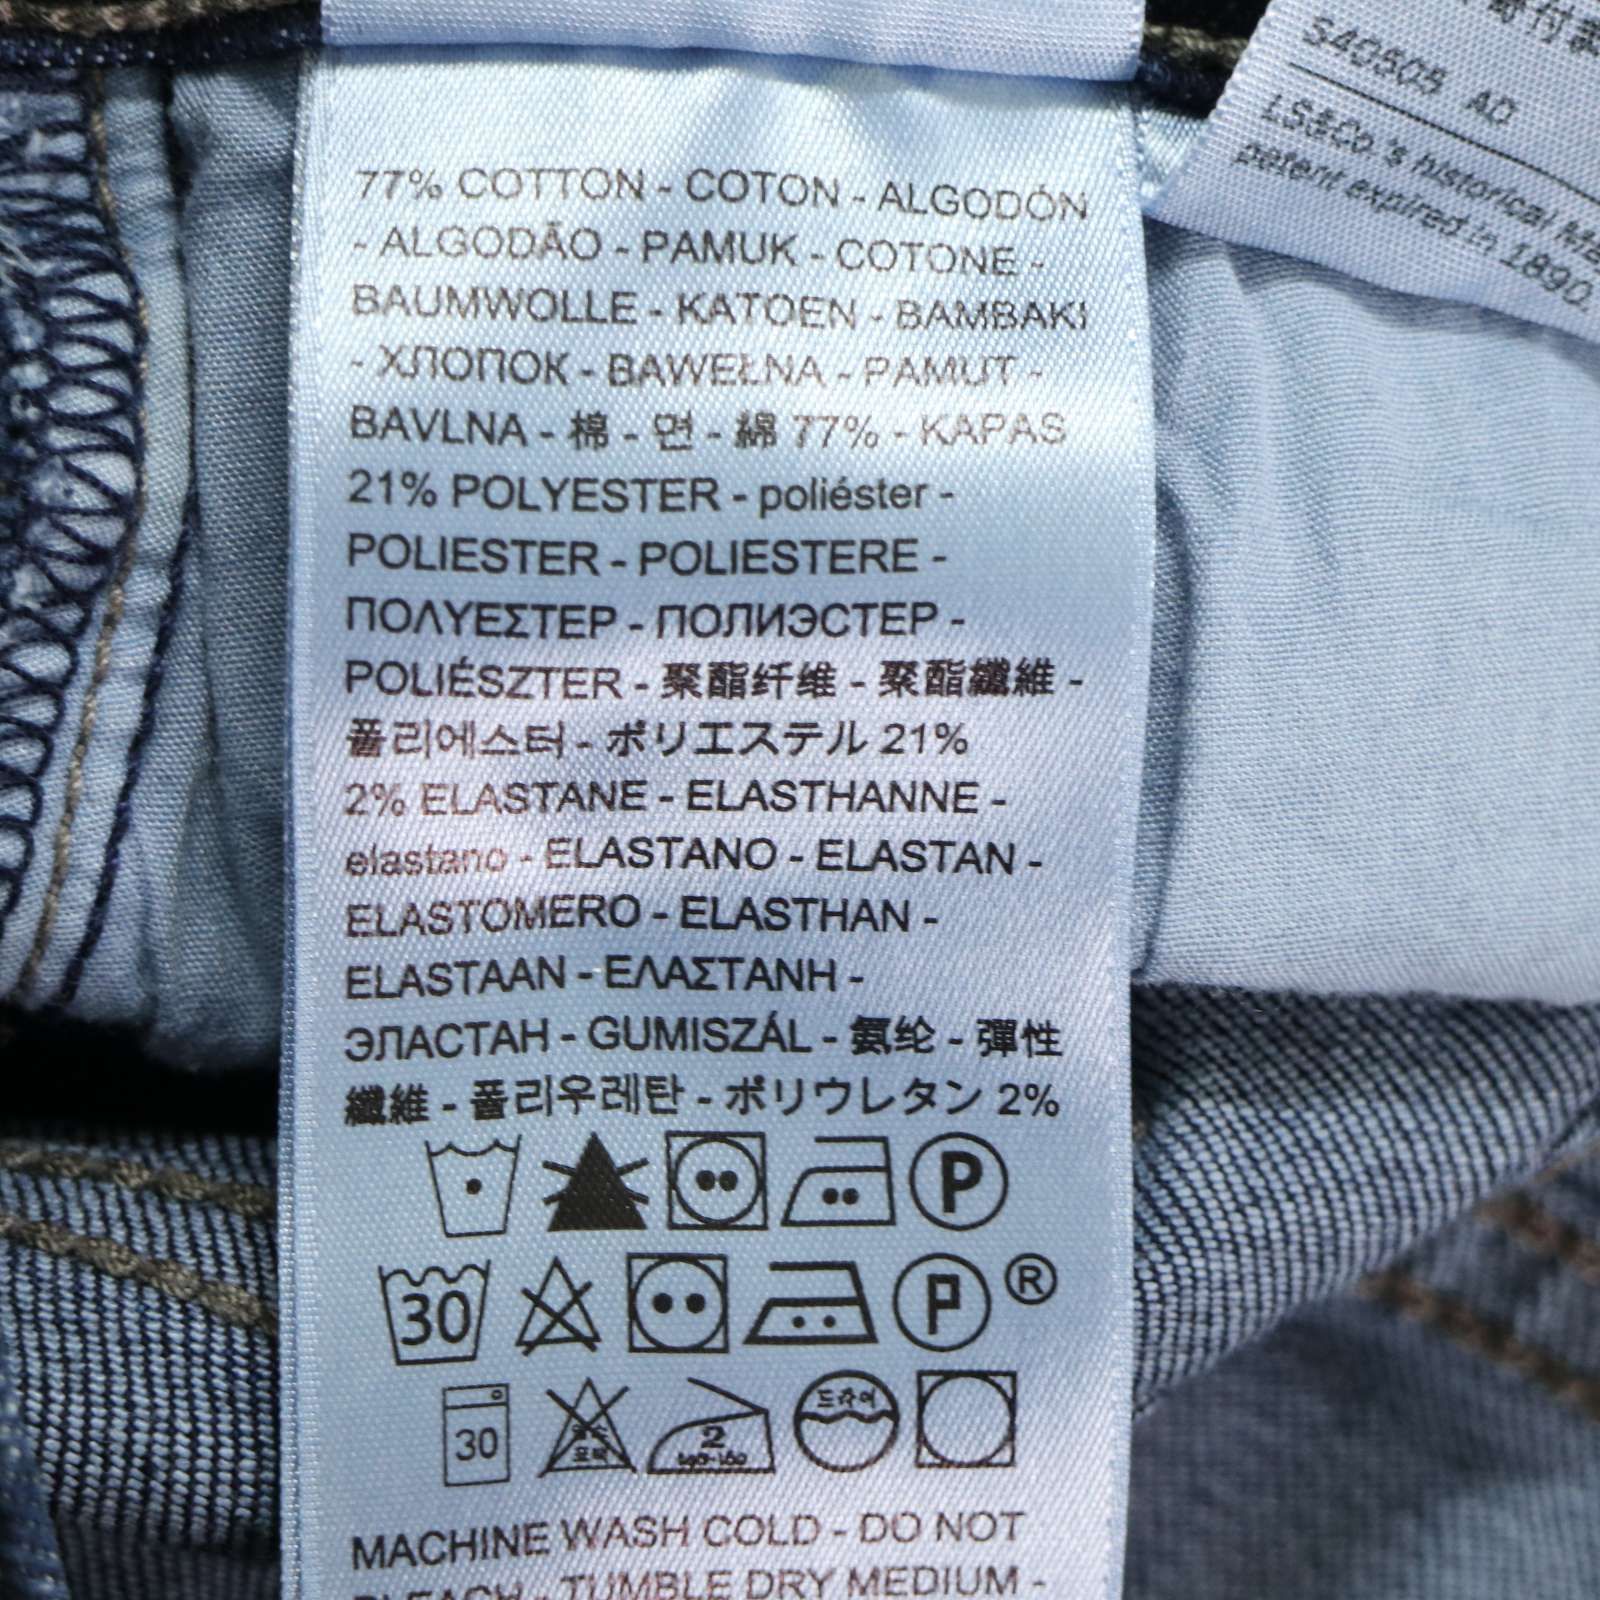 77% COTTON - COTON - ALGODÓN
- ALGODÃO - PAMUK - COTONE -
BAUMWOLLE - KATOEN - BAMBAKI
- ХЛОПОК - BAWEŁNA - PAMUT -
BAVLNA - 棉 - 면 - 綿 77% - KAPAS
21% POLYESTER - poliéster -
POLIESTER - POLIESTERE -
ΠΟΛΥΕΣΤΕΡ - ПОЛИЭСТЕР -
POLIÉSZTER - 聚酯纤维 - 聚酯纖維 -
폴리에스터 - ポリエステル 21%
2% ELASTANE - ELASTHANNE -
elastano - ELASTANO - ELASTAN -
ELASTOMERO - ELASTHAN -
ELASTAAN - ΕΛΑΣΤΑΝΗ -
ЭЛАСТАН - GUMISZÁL - 氨纶 - 彈性
纖維 - 폴리우레탄 - ポリウレタン 2%
P
30 P ®
30 2 드라이
MACHINE WASH COLD - DO NOT
BLEACH - TUMBLE DRY MEDIUM -
S40505 AD
LS&Co.'s historical
patent expired in 1890.